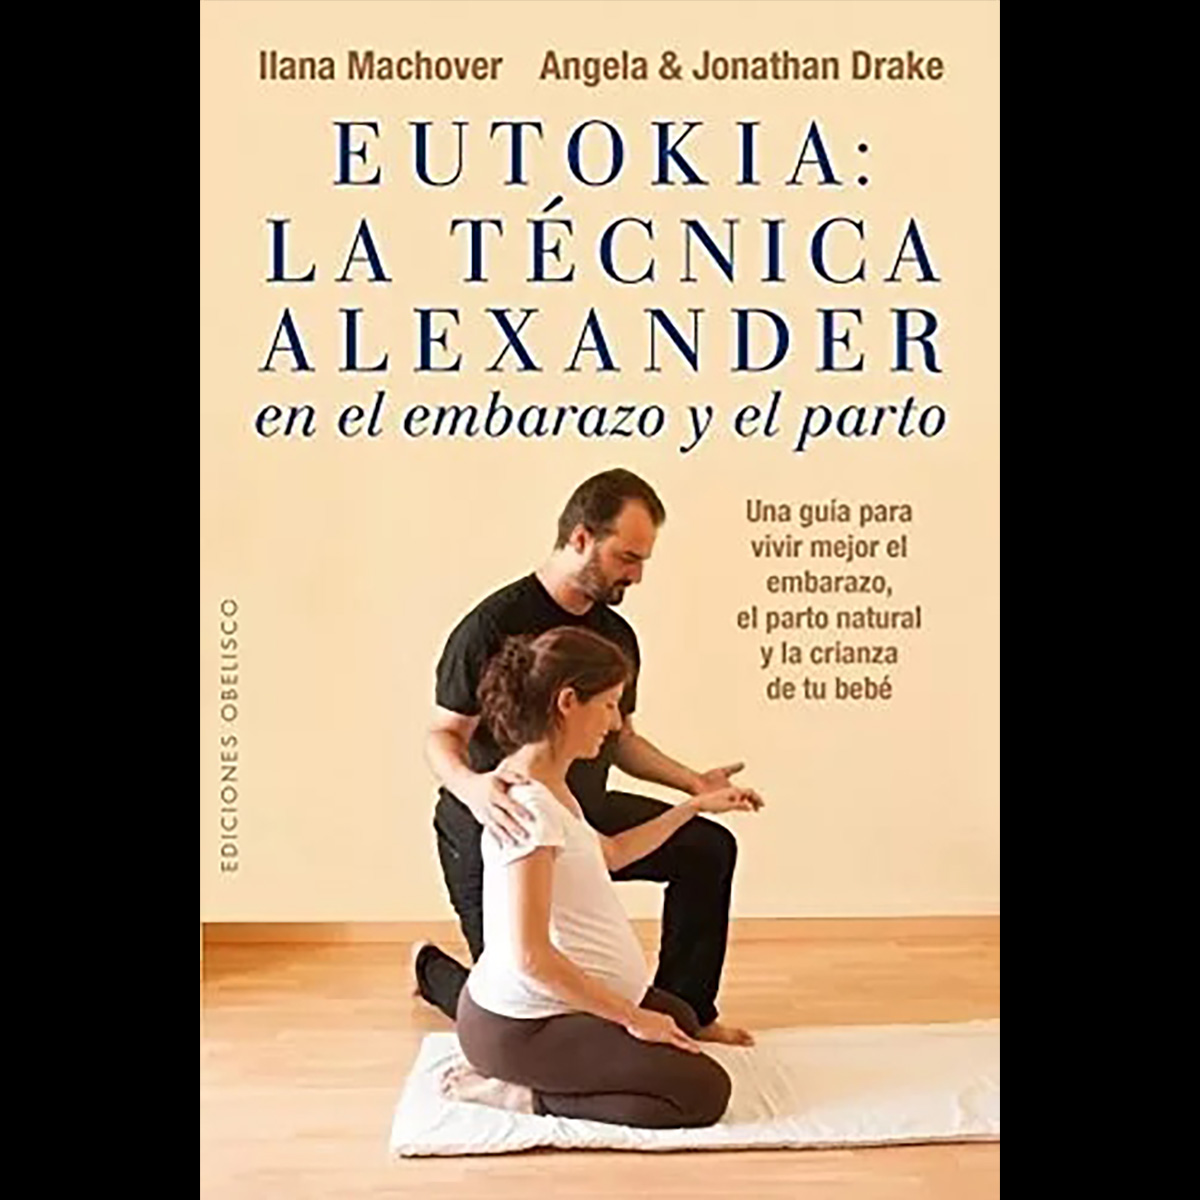 Ilana Machover Angela & Jonathan Drake
EUTOKIA:
LA TÉCNICA
ALEXANDER
en el embarazo y el parto
Una guía para
vivir mejor el
embarazo,
el parto natural
y la crianza
de tu bebé
EDICIONES OBELISCO